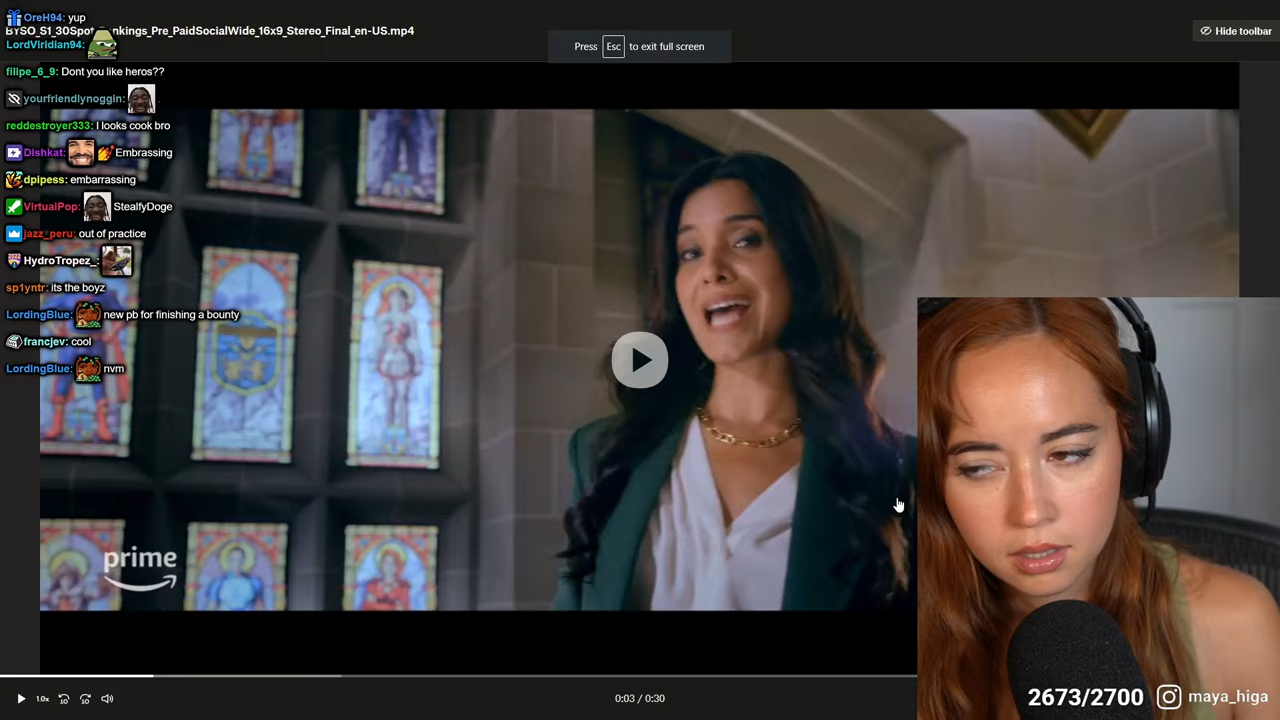 OreH94: yup
BYSO_S1_30Spot_ nkings_Pre_PaidSocialWide_16x9_Stereo_Final_en-US.mp4
LordViridian94:
filipe_6_9: Dont you like heros??
yourfriendlynoggin:
reddestroyer333: I looks cook bro
Dishkat: Embrassing
dpipess: embarrassing
VirtualPop: StealfyDoge
jazz_peru: out of practice
HydroTropez_:
sp1yntr: its the boyz
LordingBlue: new pb for finishing a bounty
francjev: cool
LordingBlue: nvm
Press Esc to exit full screen
Hide toolbar
prime
1.0x
10
10
0:03 / 0:30
2673/2700
maya_higa